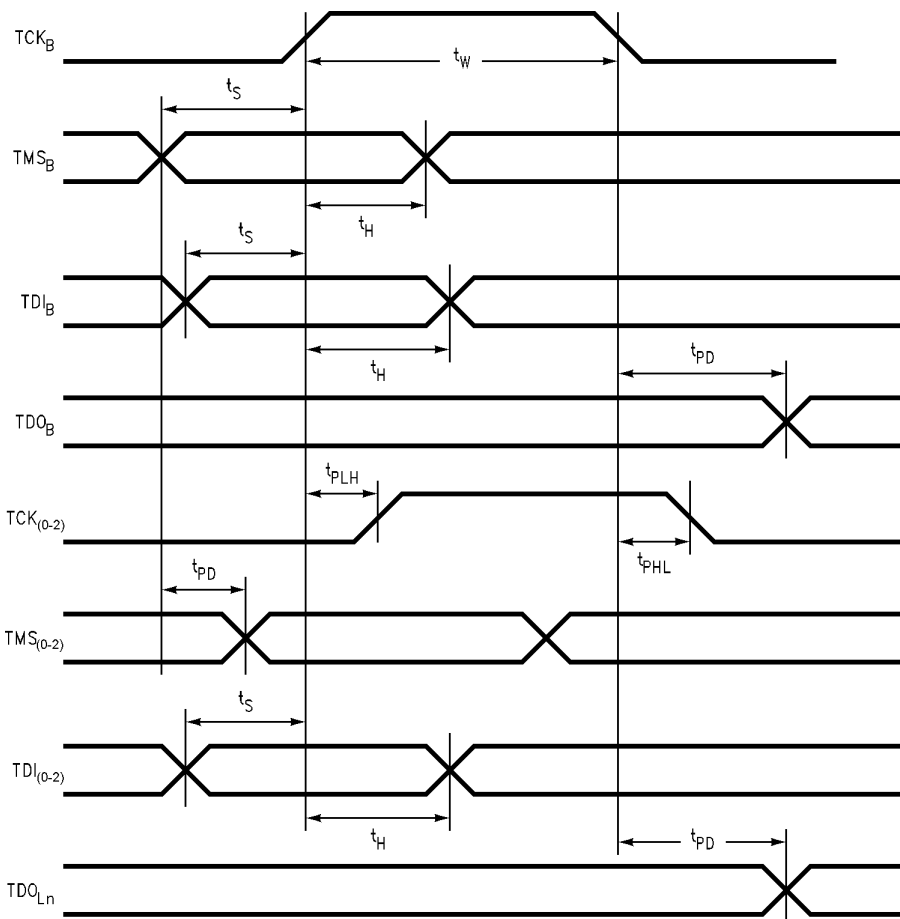 TCK_B
t_W
t_S
TMS_B
t_H
t_S
TDI_B
t_H
t_PD
TDO_B
t_PLH
TCK_(0-2)
t_PHL
t_PD
TMS_(0-2)
t_S
TDI_(0-2)
t_H
t_PD
TDO_Ln